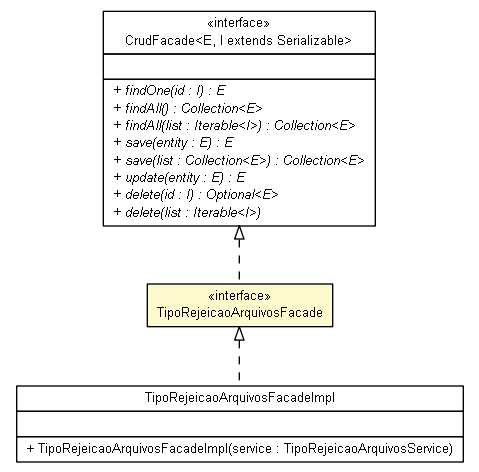 «interface»
CrudFacade<E, I extends Serializable>
+ findOne(id : I) : E
+ findAll() : Collection<E>
+ findAll(list : Iterable<I>) : Collection<E>
+ save(entity : E) : E
+ save(list : Collection<E>) : Collection<E>
+ update(entity : E) : E
+ delete(id : I) : Optional<E>
+ delete(list : Iterable<I>)
«interface»
TipoRejeicaoArquivosFacade
TipoRejeicaoArquivosFacadeImpl
+ TipoRejeicaoArquivosFacadeImpl(service : TipoRejeicaoArquivosService)